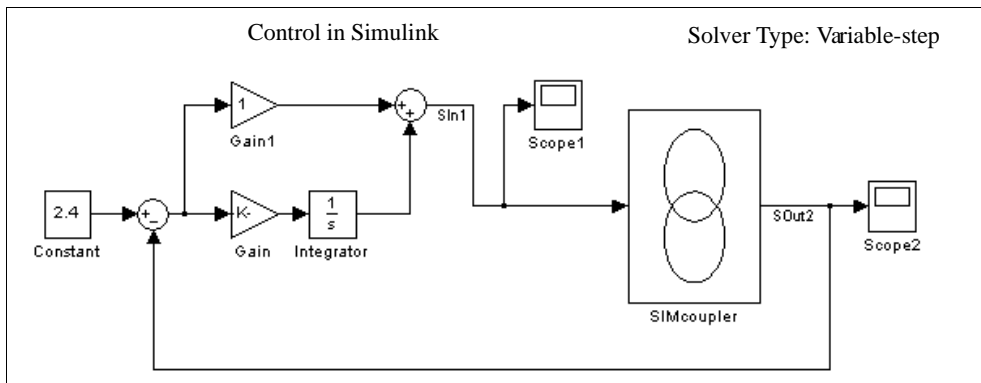 Control in Simulink
Solver Type: Variable-step
1
Gain1
+
+
SIn1
Scope1
2.4
Constant
+
−
K-
Gain
1
s
Integrator
SIMcoupler
SOut2
Scope2